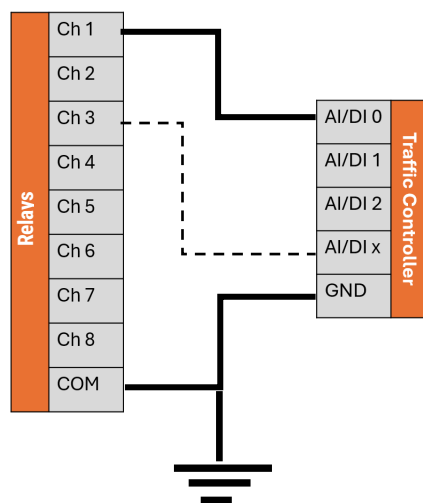 Relays
Ch 1
Ch 2
Ch 3
Ch 4
Ch 5
Ch 6
Ch 7
Ch 8
COM
AI/DI 0
AI/DI 1
AI/DI 2
AI/DI x
GND
Traffic Controller